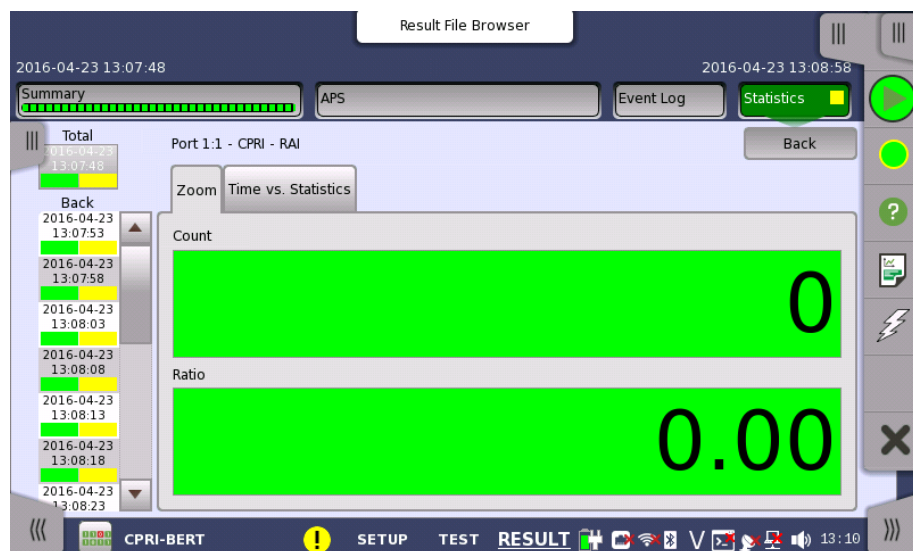 Result File Browser
2016-04-23 13:07:48
2016-04-23 13:08:58
Summary
APS
Event Log
Statistics
Total
2016-04-23
13:07:48
Port 1:1 - CPRI - RAI
Back
Zoom
Time vs. Statistics
Back
2016-04-23
13:07:53
2016-04-23
13:07:58
2016-04-23
13:08:03
2016-04-23
13:08:08
2016-04-23
13:08:13
2016-04-23
13:08:18
2016-04-23
13:08:23
Count
0
Ratio
0.00
CPRI-BERT
SETUP
TEST
RESULT
V
13:10